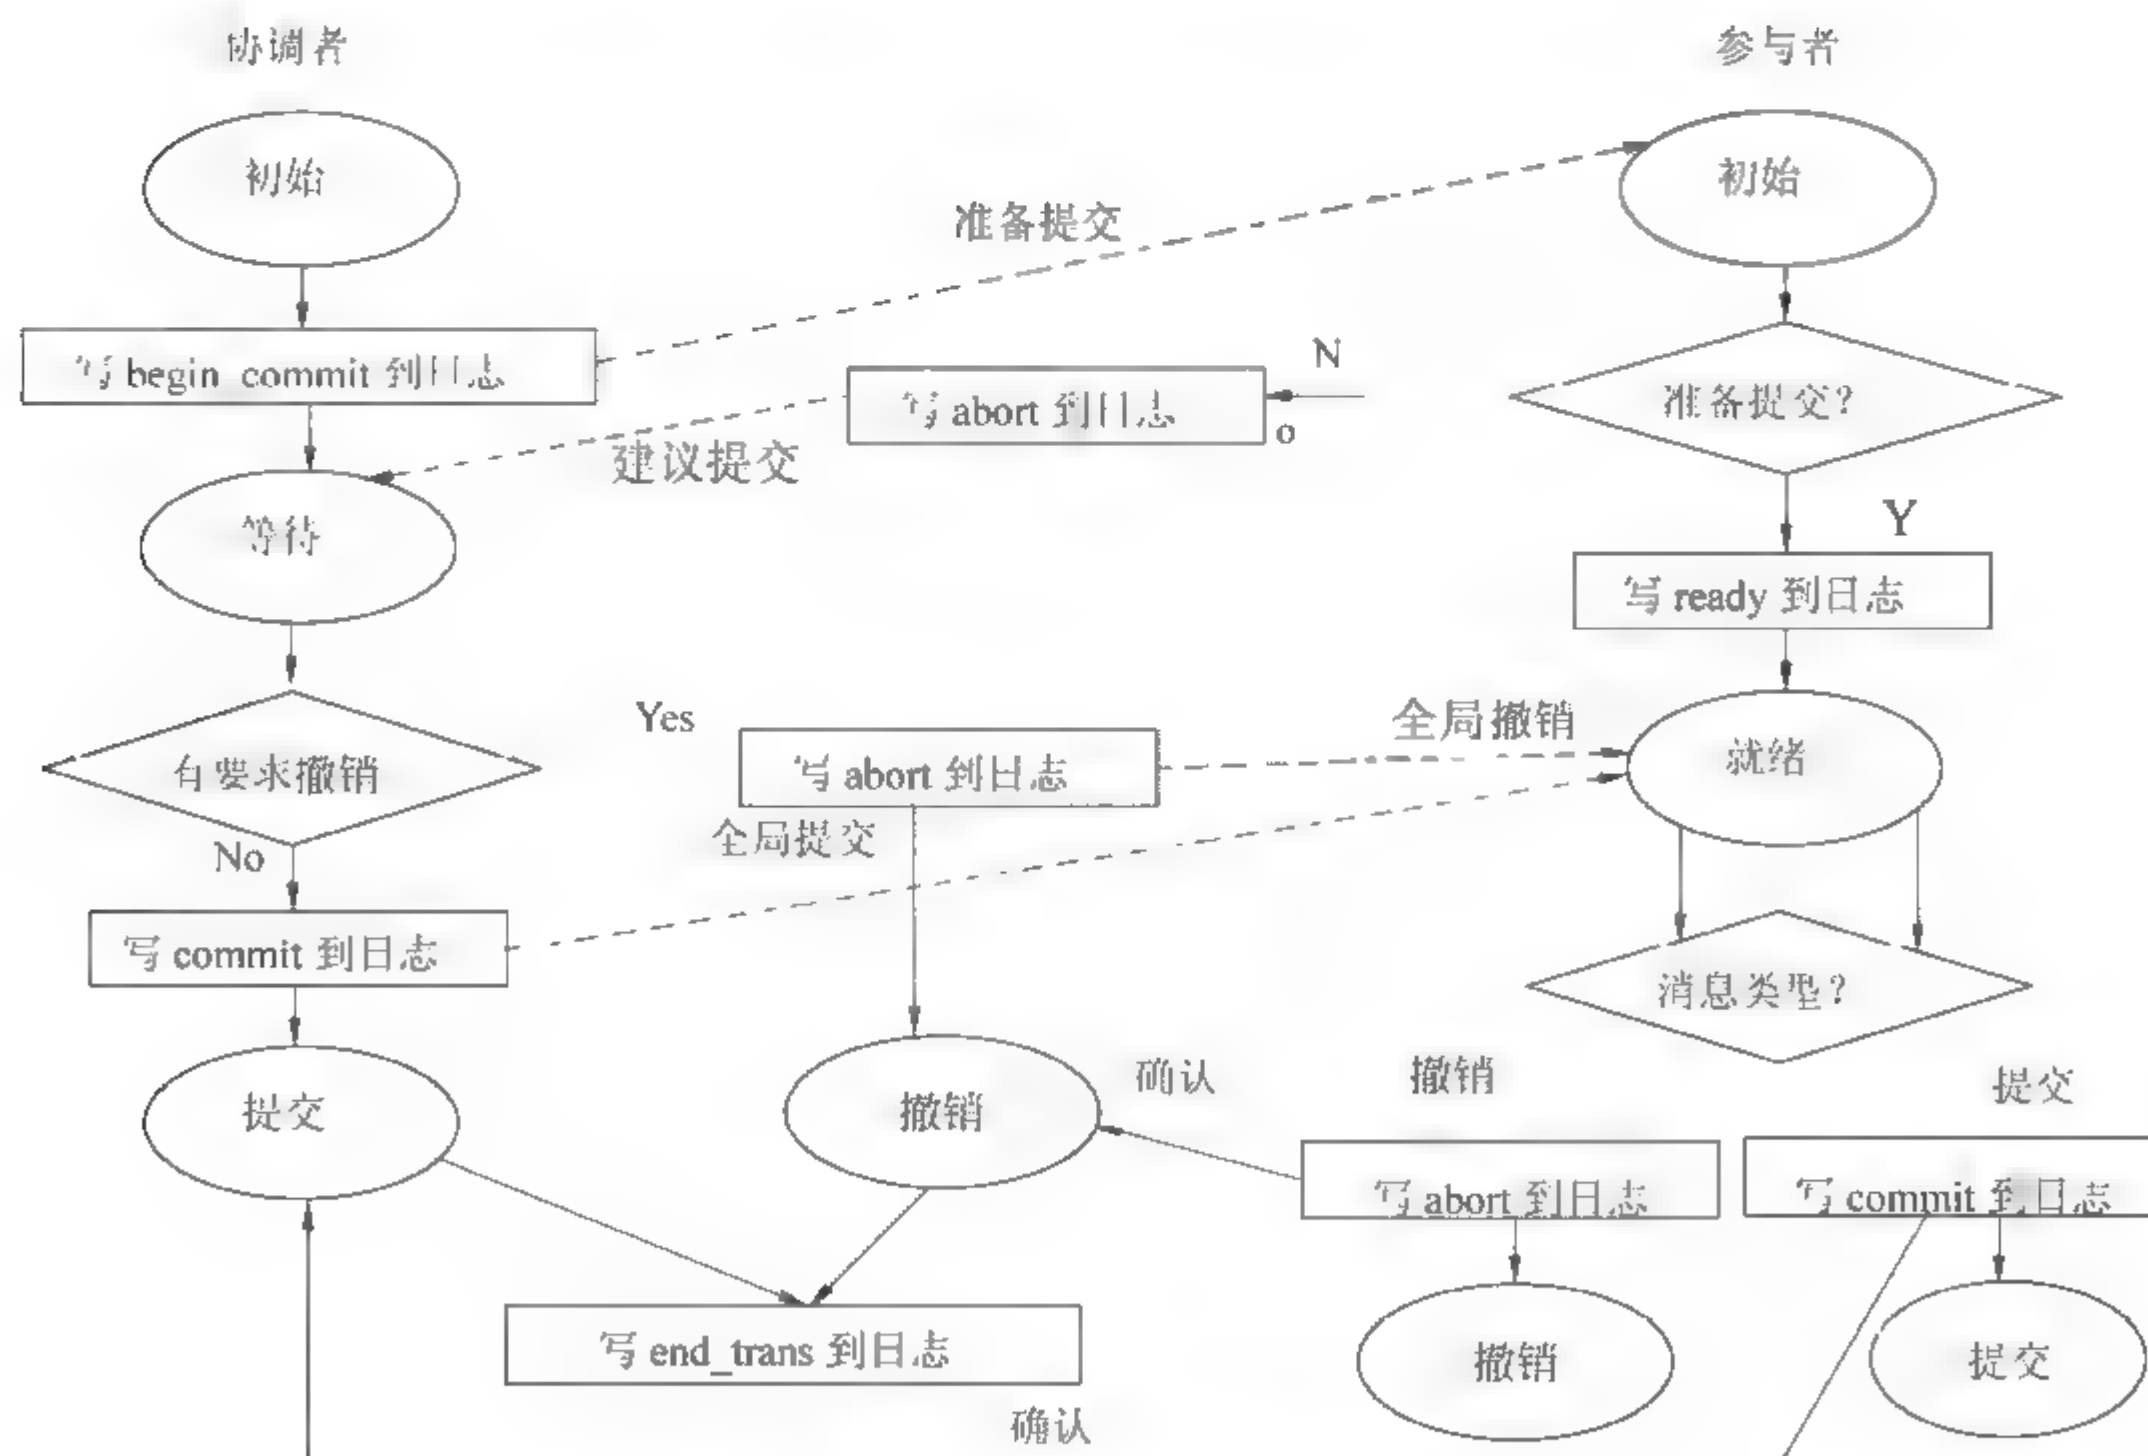 协调者
参与者
初始
初始
准备提交
写 begin_commit 到日志
N
o
写 abort 到日志
准备提交?
建议提交
等待
Y
写 ready 到日志
Yes
全局撤销
有要求撤销
写 abort 到日志
就绪
全局提交
No
写 commit 到日志
消息类型?
确认
撤销
提交
提交
撤销
写 abort 到日志
写 commit 到日志
写 end_trans 到日志
撤销
提交
确认